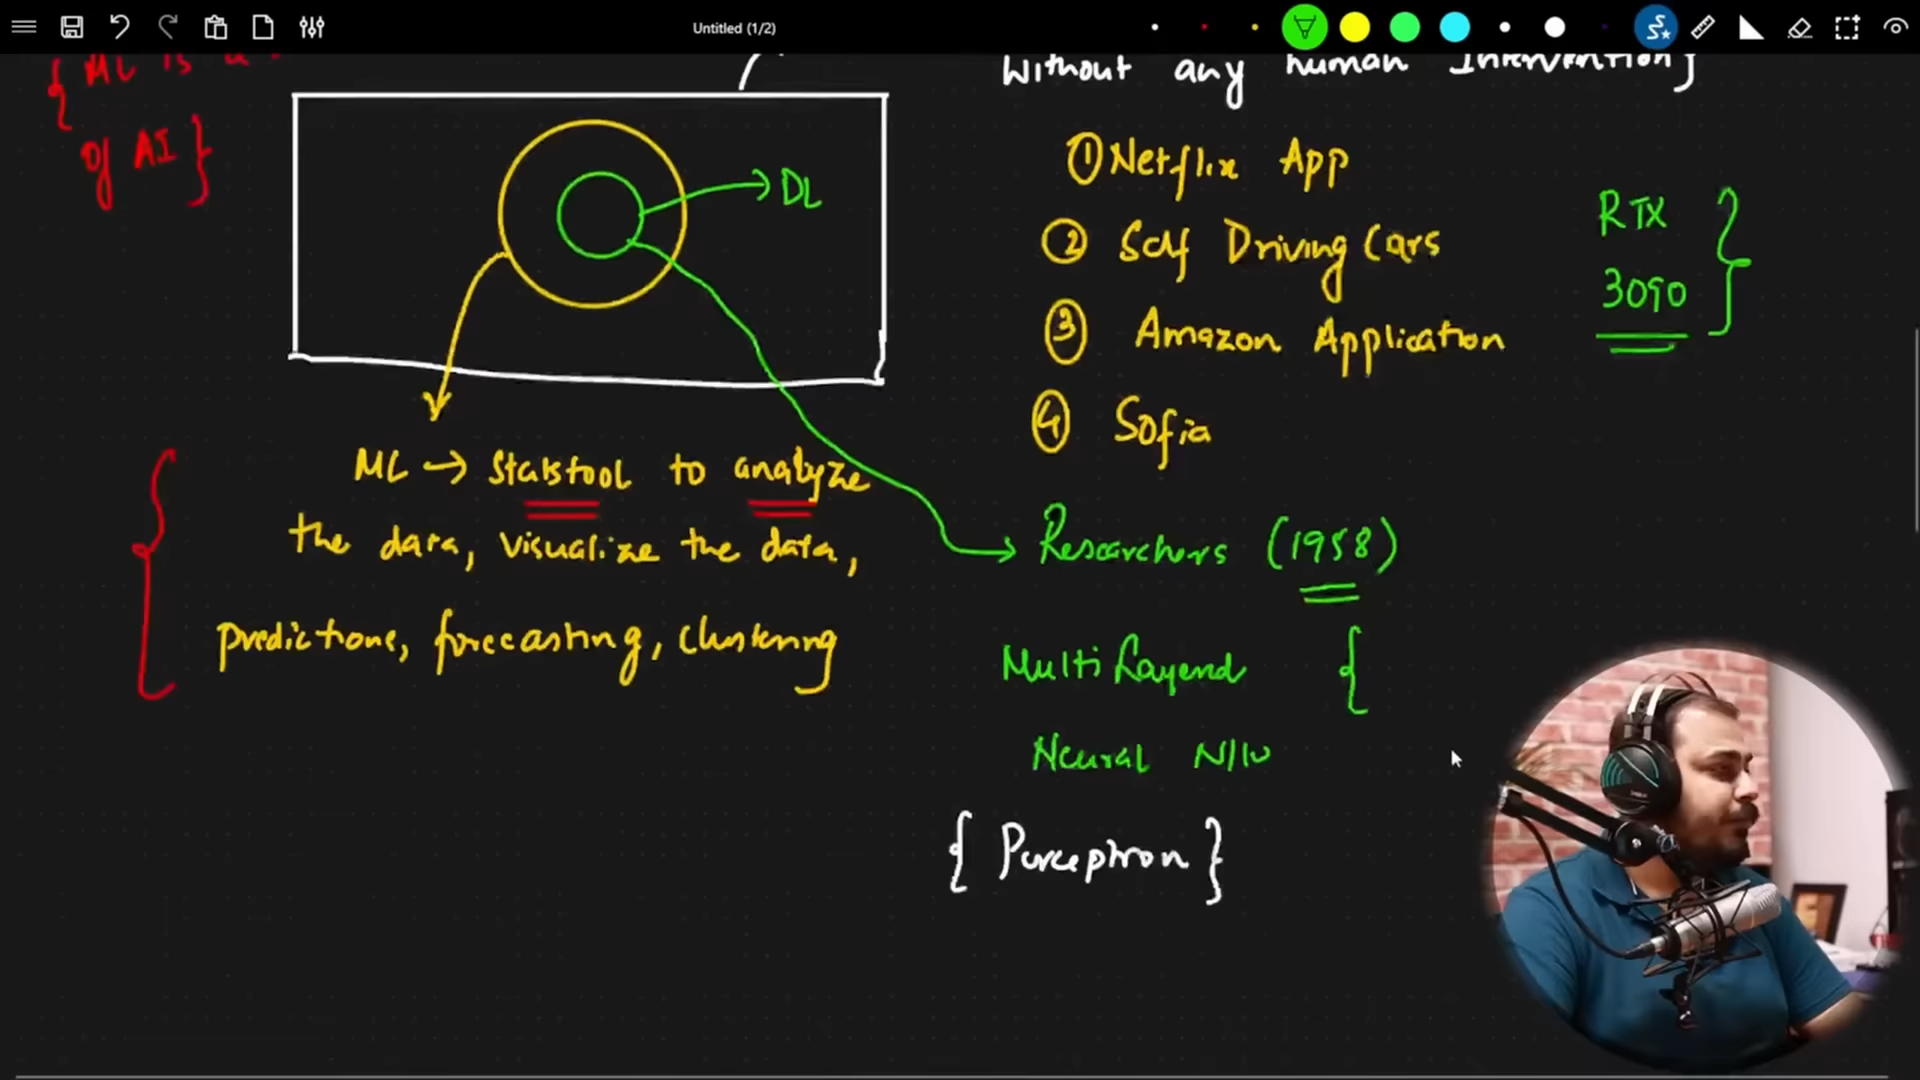 Untitled (1/2)
{ ML is a
of AI }
DL
ML → Statstool to analyze
the data, visualize the data,
predictions, forecasting, clustering
without any human Intervention}
① Netflix App
② Self Driving Cars
③ Amazon Application
④ Sofia
RTX
3090
Researchers (1958)
Multi Layered {
Neural N/w
{ Perceptron }